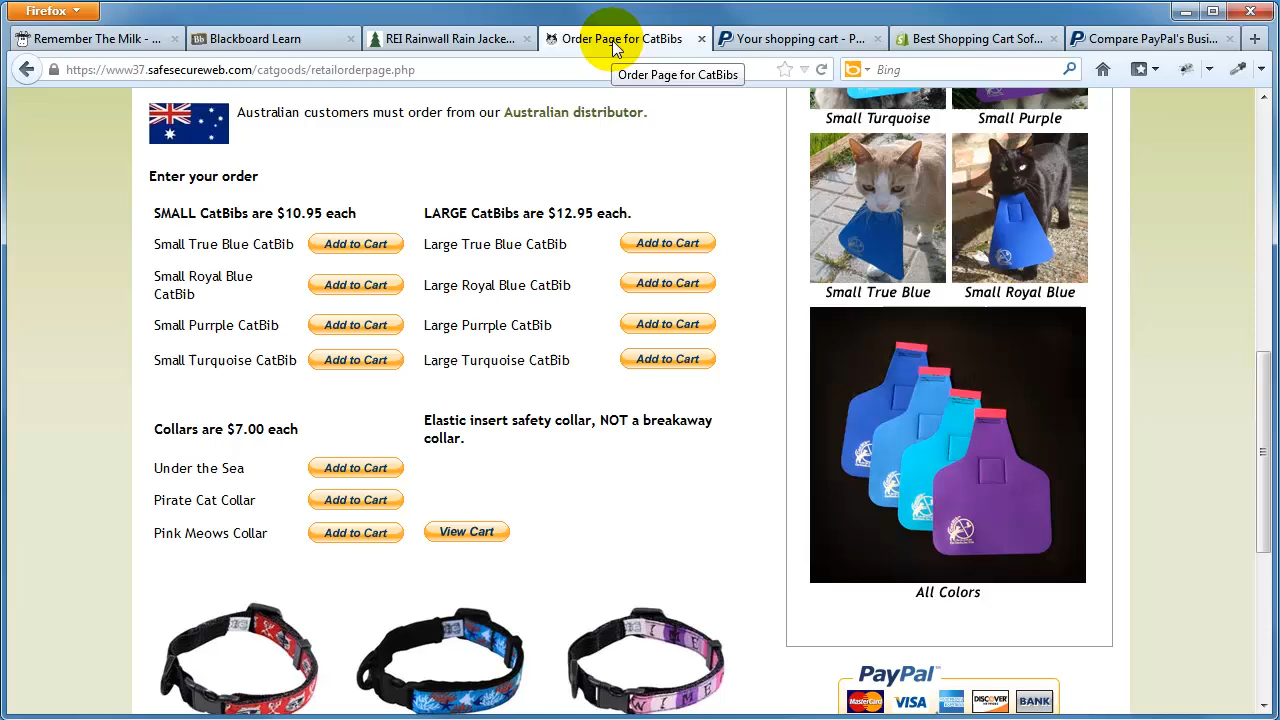 Firefox
Remember The Milk - ...
Blackboard Learn
REI Rainwall Rain Jacke...
Order Page for CatBibs
Your shopping cart - P...
Best Shopping Cart Sof...
Compare PayPal's Busi...
https://www37.safesecureweb.com/catgoods/retailorderpage.php
Order Page for CatBibs
Bing
Australian customers must order from our Australian distributor.
Enter your order
SMALL CatBibs are $10.95 each
LARGE CatBibs are $12.95 each.
Small True Blue CatBib Add to Cart
Large True Blue CatBib Add to Cart
Small Royal Blue
CatBib
Add to Cart
Large Royal Blue CatBib Add to Cart
Small Purrple CatBib Add to Cart
Large Purrple CatBib Add to Cart
Small Turquoise CatBib Add to Cart
Large Turquoise CatBib Add to Cart
Collars are $7.00 each
Elastic insert safety collar, NOT a breakaway
collar.
Under the Sea Add to Cart
Pirate Cat Collar Add to Cart
Pink Meows Collar Add to Cart
View Cart
Small Turquoise
Small Purple
Small True Blue
Small Royal Blue
All Colors
PayPal
MasterCard
VISA
DISCOVER
BANK